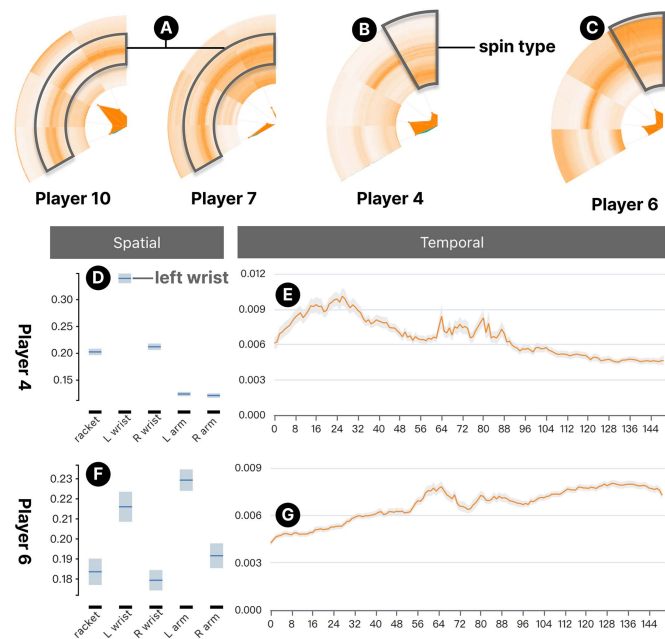 A
B
spin type
C
Player 10
Player 7
Player 4
Player 6
Spatial
Temporal
Player 4
D
left wrist
0.30
0.25
0.20
0.15
racket
L wrist
R wrist
L arm
R arm
E
0.012
0.009
0.006
0.003
0.000
0 8 16 24 32 40 48 56 64 72 80 88 96 104 112 120 128 136 144
Player 6
F
0.23
0.22
0.21
0.20
0.19
0.18
racket
L wrist
R wrist
L arm
R arm
G
0.009
0.006
0.003
0.000
0 8 16 24 32 40 48 56 64 72 80 88 96 104 112 120 128 136 144